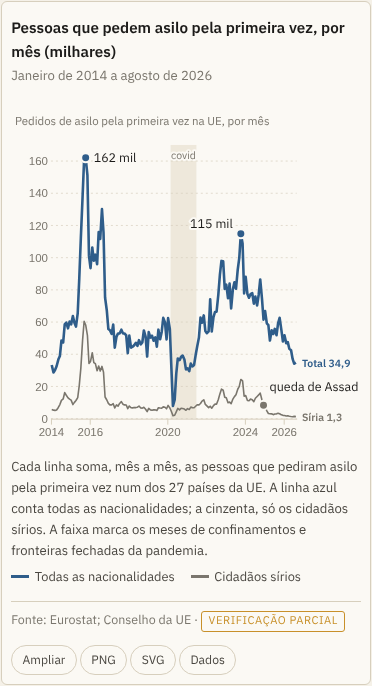 Pessoas que pedem asilo pela primeira vez, por
mês (milhares)
Janeiro de 2014 a agosto de 2026
Pedidos de asilo pela primeira vez na UE, por mês
covid
160
162 mil
140
120
115 mil
100
80
60
40
Total 34,9
20
queda de Assad
0
Síria 1,3
2014 2016 2020 2024 2026
Cada linha soma, mês a mês, as pessoas que pediram asilo
pela primeira vez num dos 27 países da UE. A linha azul
conta todas as nacionalidades; a cinzenta, só os cidadãos
sírios. A faixa marca os meses de confinamentos e
fronteiras fechadas da pandemia.
Todas as nacionalidades Cidadãos sírios
Fonte: Eurostat; Conselho da UE · VERIFICAÇÃO PARCIAL
Ampliar PNG SVG Dados